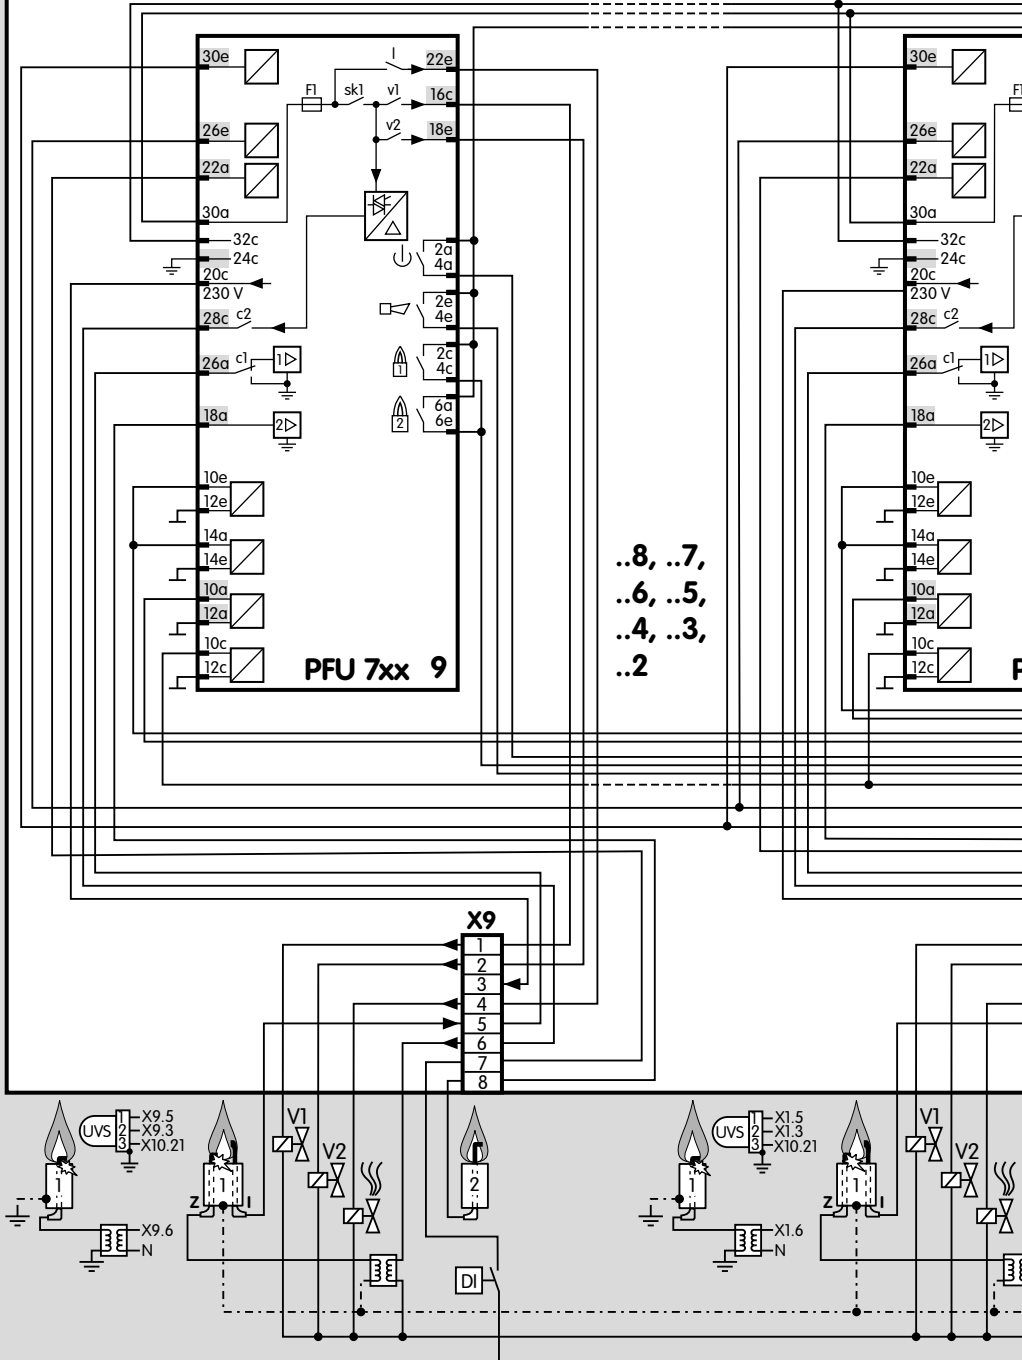 30e
I
22e
30e
F1
sk1
v1
16c
F1
26e
v2
18e
26e
22a
22a
30a
30a
32c
2a
32c
24c
4a
24c
20c
20c
230 V
2e
230 V
28c
c2
4e
28c
c2
26a
c1
1
2c
26a
c1
1
1
4c
18a
2
6a
18a
2
2
6e
10e
10e
12e
12e
14a
14a
14e
..8, ..7,
14e
10a
..6, ..5,
10a
12a
..4, ..3,
12a
10c
..2
10c
12c
PFU 7xx 9
12c
P
X9
1
2
3
4
5
6
7
8
UVS
1
2
3
X9.5
X9.3
X10.21
V1
UVS
1
2
3
X1.5
X1.3
X10.21
V1
V2
V2
1
1
2
1
1
Z
I
Z
I
X9.6
N
X1.6
N
DI